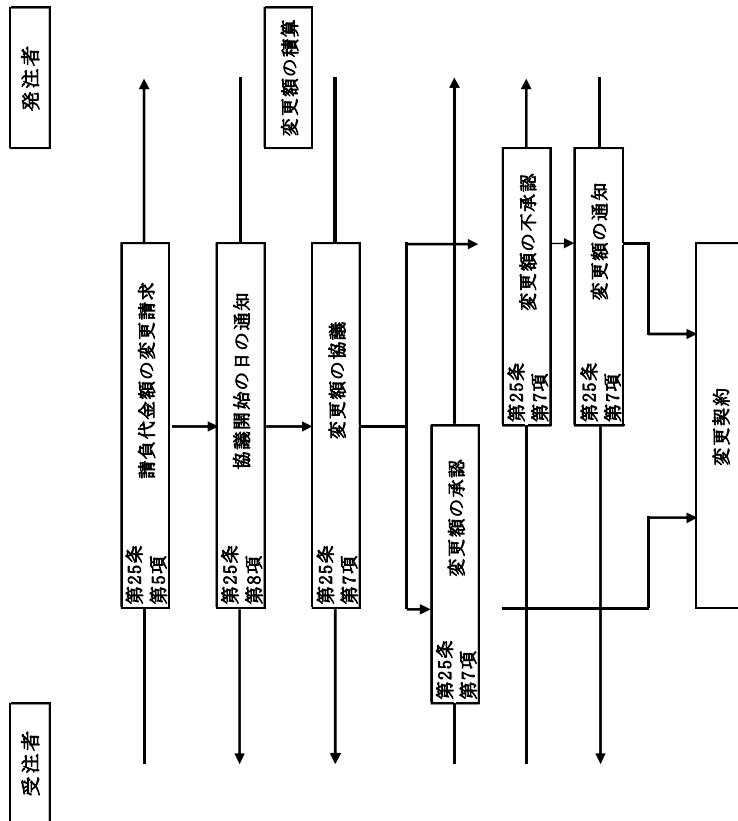 発注者
受注者
変更額の積算
第25条
第5項
請負代金額の変更請求
第25条
第8項
協議開始の日の通知
第25条
第7項
変更額の協議
第25条
第7項
変更額の承認
第25条
第7項
変更額の不承認
第25条
第7項
変更額の通知
変更契約